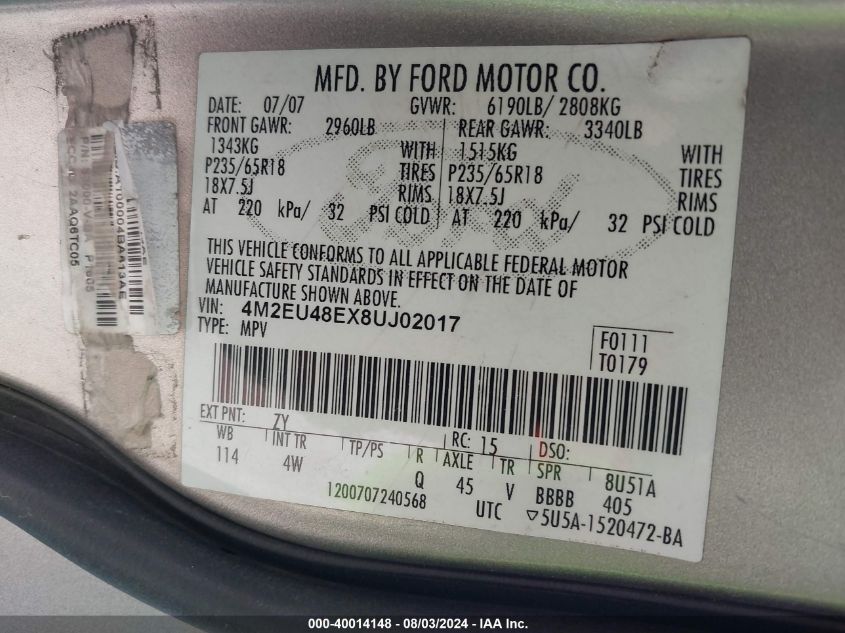 MFD. BY FORD MOTOR CO.
DATE: 07/07 GVWR: 6190LB/ 2808KG
FRONT GAWR: 2960LB REAR GAWR: 3340LB
1343KG WITH 1515KG WITH
P235/65R18 TIRES P235/65R18 TIRES
18X7.5J RIMS 18X7.5J RIMS
AT 220 kPa/ 32 PSI COLD AT 220 kPa/ 32 PSI COLD
THIS VEHICLE CONFORMS TO ALL APPLICABLE FEDERAL MOTOR
VEHICLE SAFETY STANDARDS IN EFFECT ON THE DATE OF
MANUFACTURE SHOWN ABOVE.
VIN: 4M2EU48EX8UJ02017
TYPE: MPV
F0111
T0179
EXT PNT: ZY RC: 15 DSO:
WB INT TR TP/PS R AXLE TR SPR 8U51A
114 4W Q 45 V BBBB 405
1200707240568 UTC ▽5U5A-1520472-BA
Ford
000-40014148 - 08/03/2024 - IAA Inc.